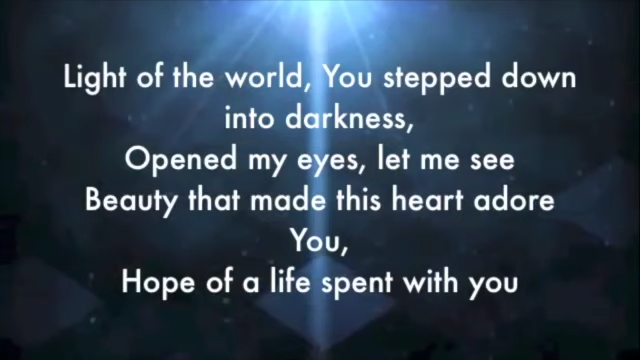 Light of the world, You stepped down
into darkness,
Opened my eyes, let me see
Beauty that made this heart adore
You,
Hope of a life spent with you